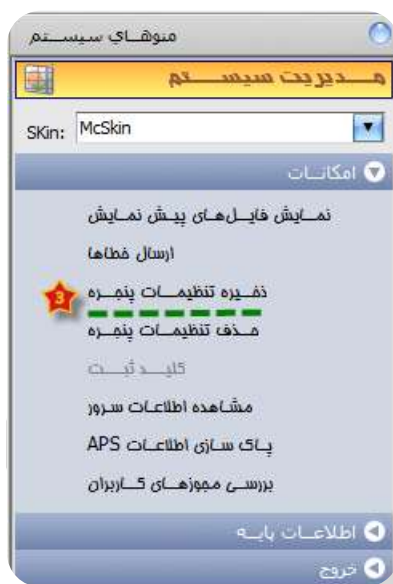 منوهای سیستم
مدیریت سیستم
SKin: McSkin
امکانات
نمایش فایل‌های پیش نمایش
ارسال خطاها
3 ذخیره تنظیمات پنجره
حذف تنظیمات پنجره
کلید ثبت
مشاهده اطلاعات سرور
پاک سازی اطلاعات APS
بررسی مجوزهای کاربران
اطلاعات پایه
خروج